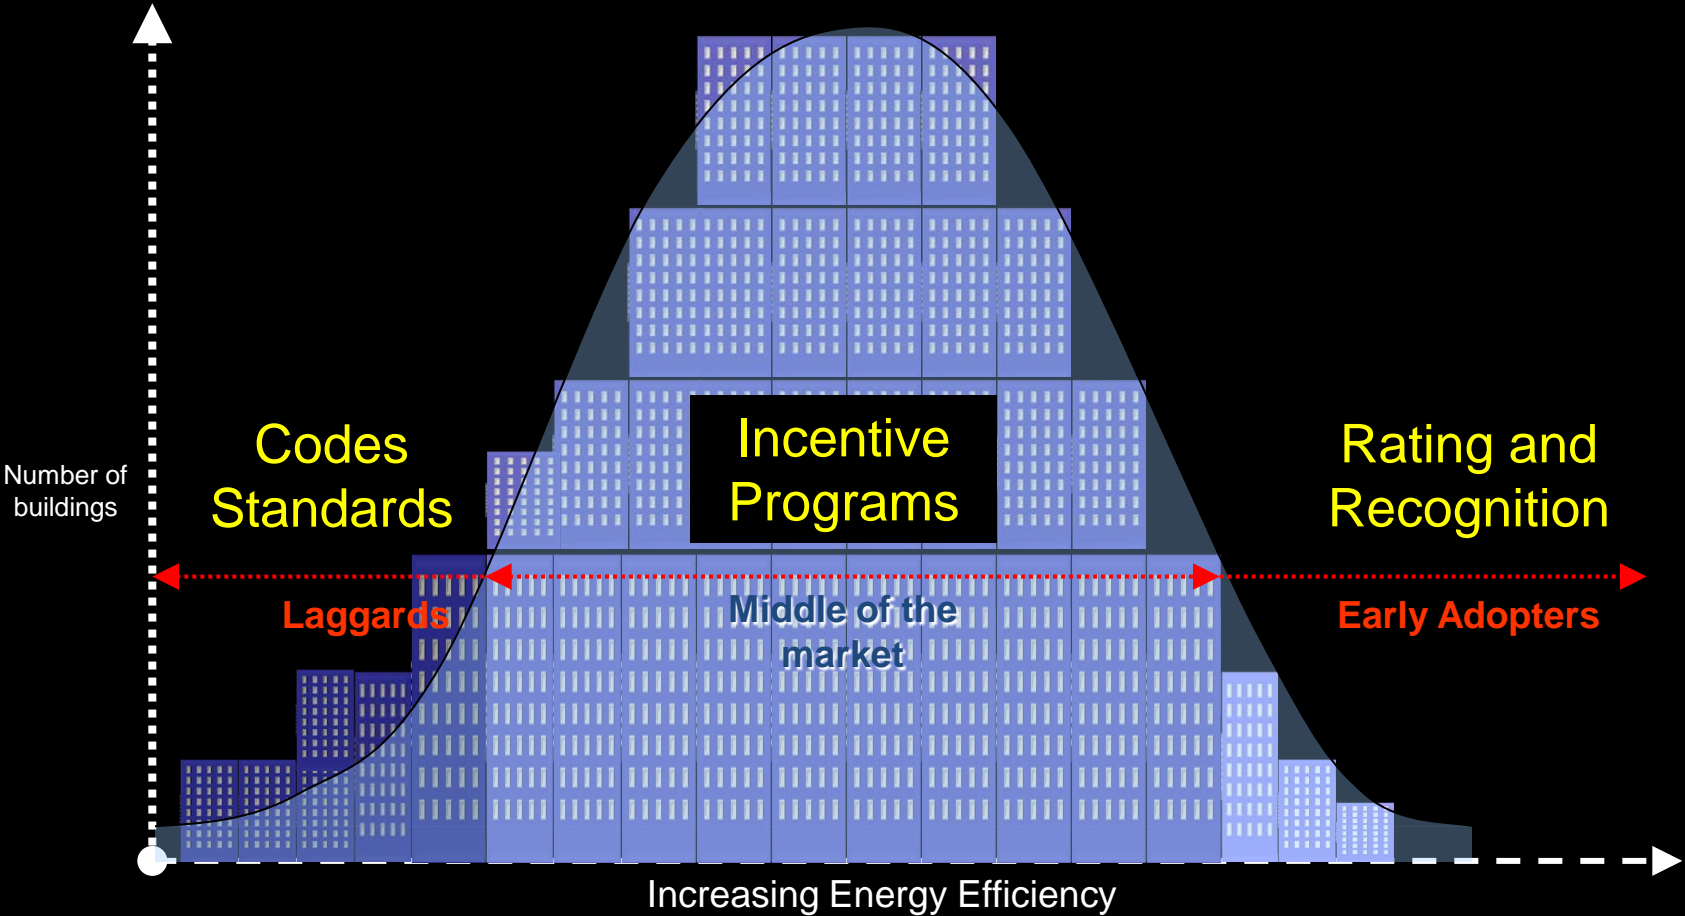 Codes
Standards
Incentive
Programs
Rating and
Recognition
Number of
buildings
Laggards
Middle of the
market
Early Adopters
Increasing Energy Efficiency